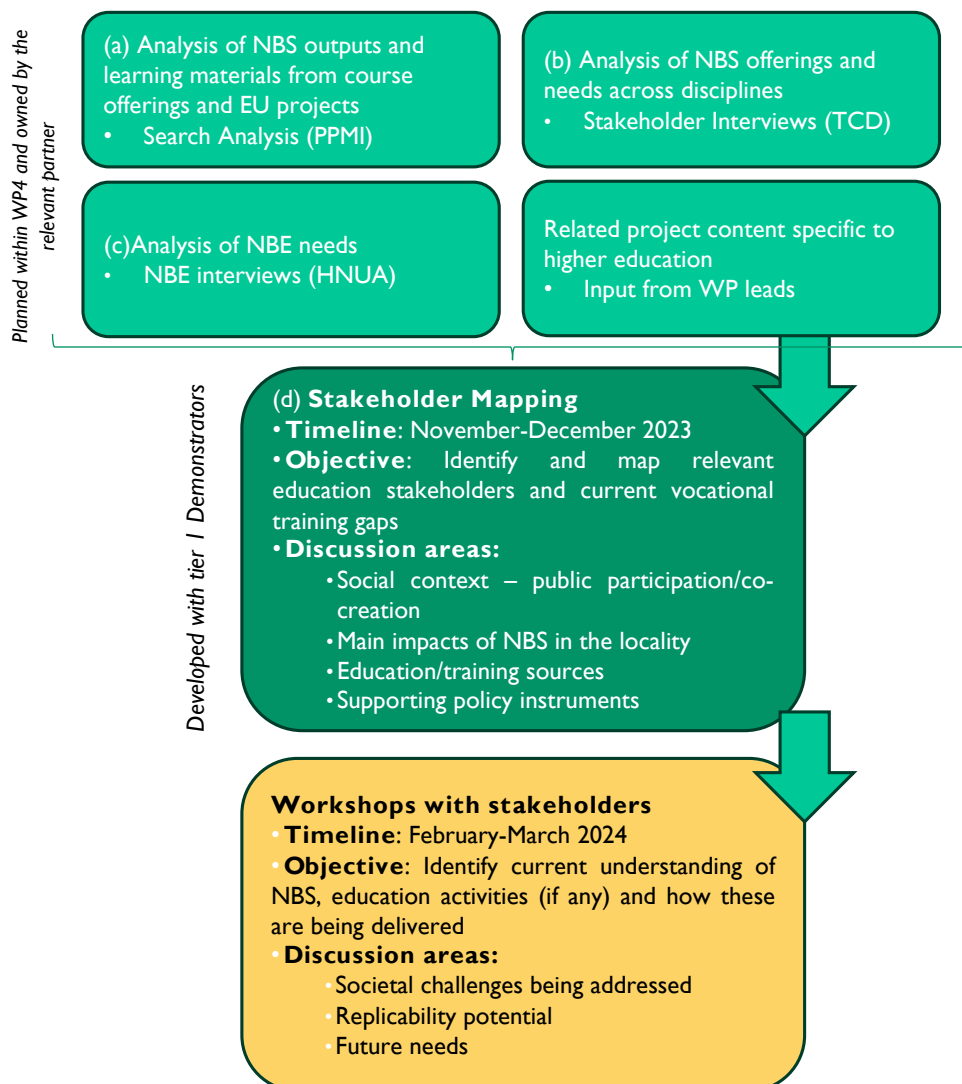 Planned within WP4 and owned by the
relevant partner
(a) Analysis of NBS outputs and
learning materials from course
offerings and EU projects
• Search Analysis (PPMI)
(b) Analysis of NBS offerings and
needs across disciplines
• Stakeholder Interviews (TCD)
(c)Analysis of NBE needs
• NBE interviews (HNUA)
Related project content specific to
higher education
• Input from WP leads
Developed with tier 1 Demonstrators
(d) Stakeholder Mapping
• Timeline: November-December 2023
• Objective: Identify and map relevant
education stakeholders and current vocational
training gaps
• Discussion areas:
• Social context – public participation/co-
creation
• Main impacts of NBS in the locality
• Education/training sources
• Supporting policy instruments
Workshops with stakeholders
• Timeline: February-March 2024
• Objective: Identify current understanding of
NBS, education activities (if any) and how these
are being delivered
• Discussion areas:
• Societal challenges being addressed
• Replicability potential
• Future needs